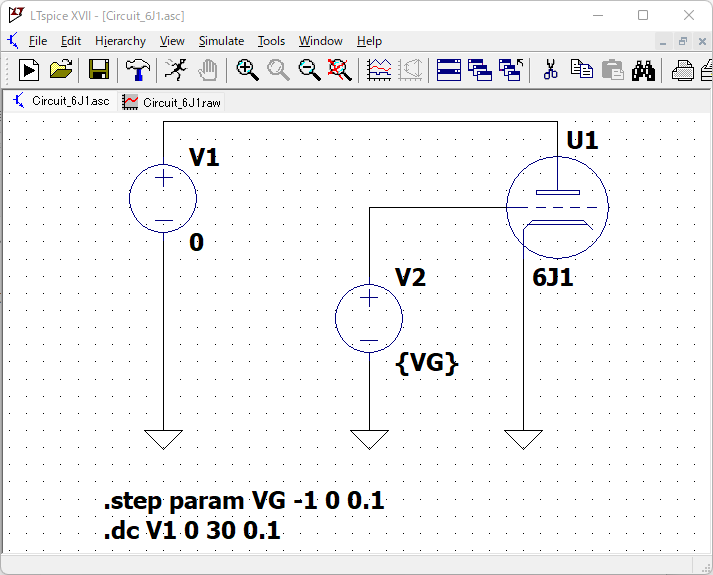 LTspice XVII - [Circuit_6J1.asc]
File Edit Hierarchy View Simulate Tools Window Help
Circuit_6J1.asc Circuit_6J1.raw
U1
V1
0
6J1
V2
{VG}
.step param VG -1 0 0.1
.dc V1 0 30 0.1